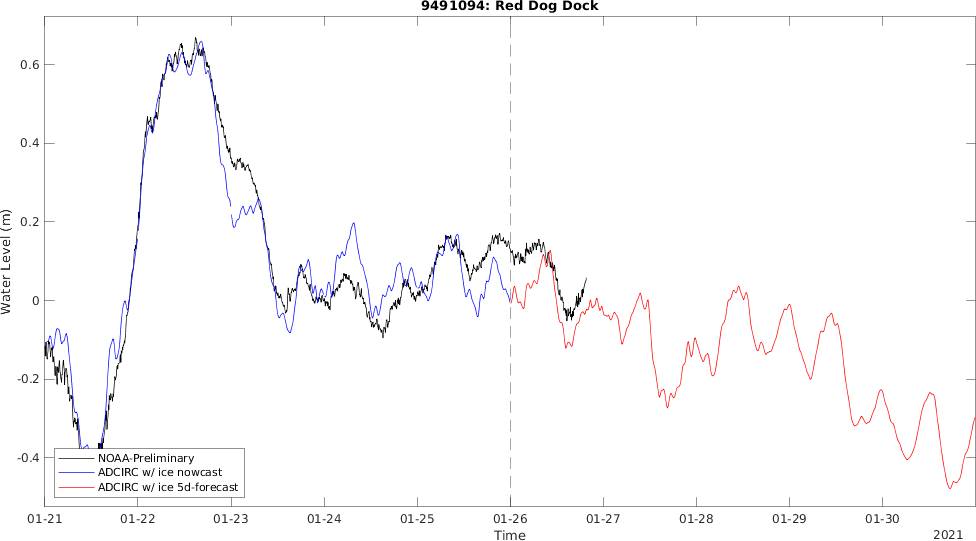 9491094: Red Dog Dock
Water Level (m)
0.6
0.4
0.2
0
-0.2
-0.4
NOAA-Preliminary
ADCIRC w/ ice nowcast
ADCIRC w/ ice 5d-forecast
01-21 01-22 01-23 01-24 01-25 01-26 01-27 01-28 01-29 01-30
Time
2021